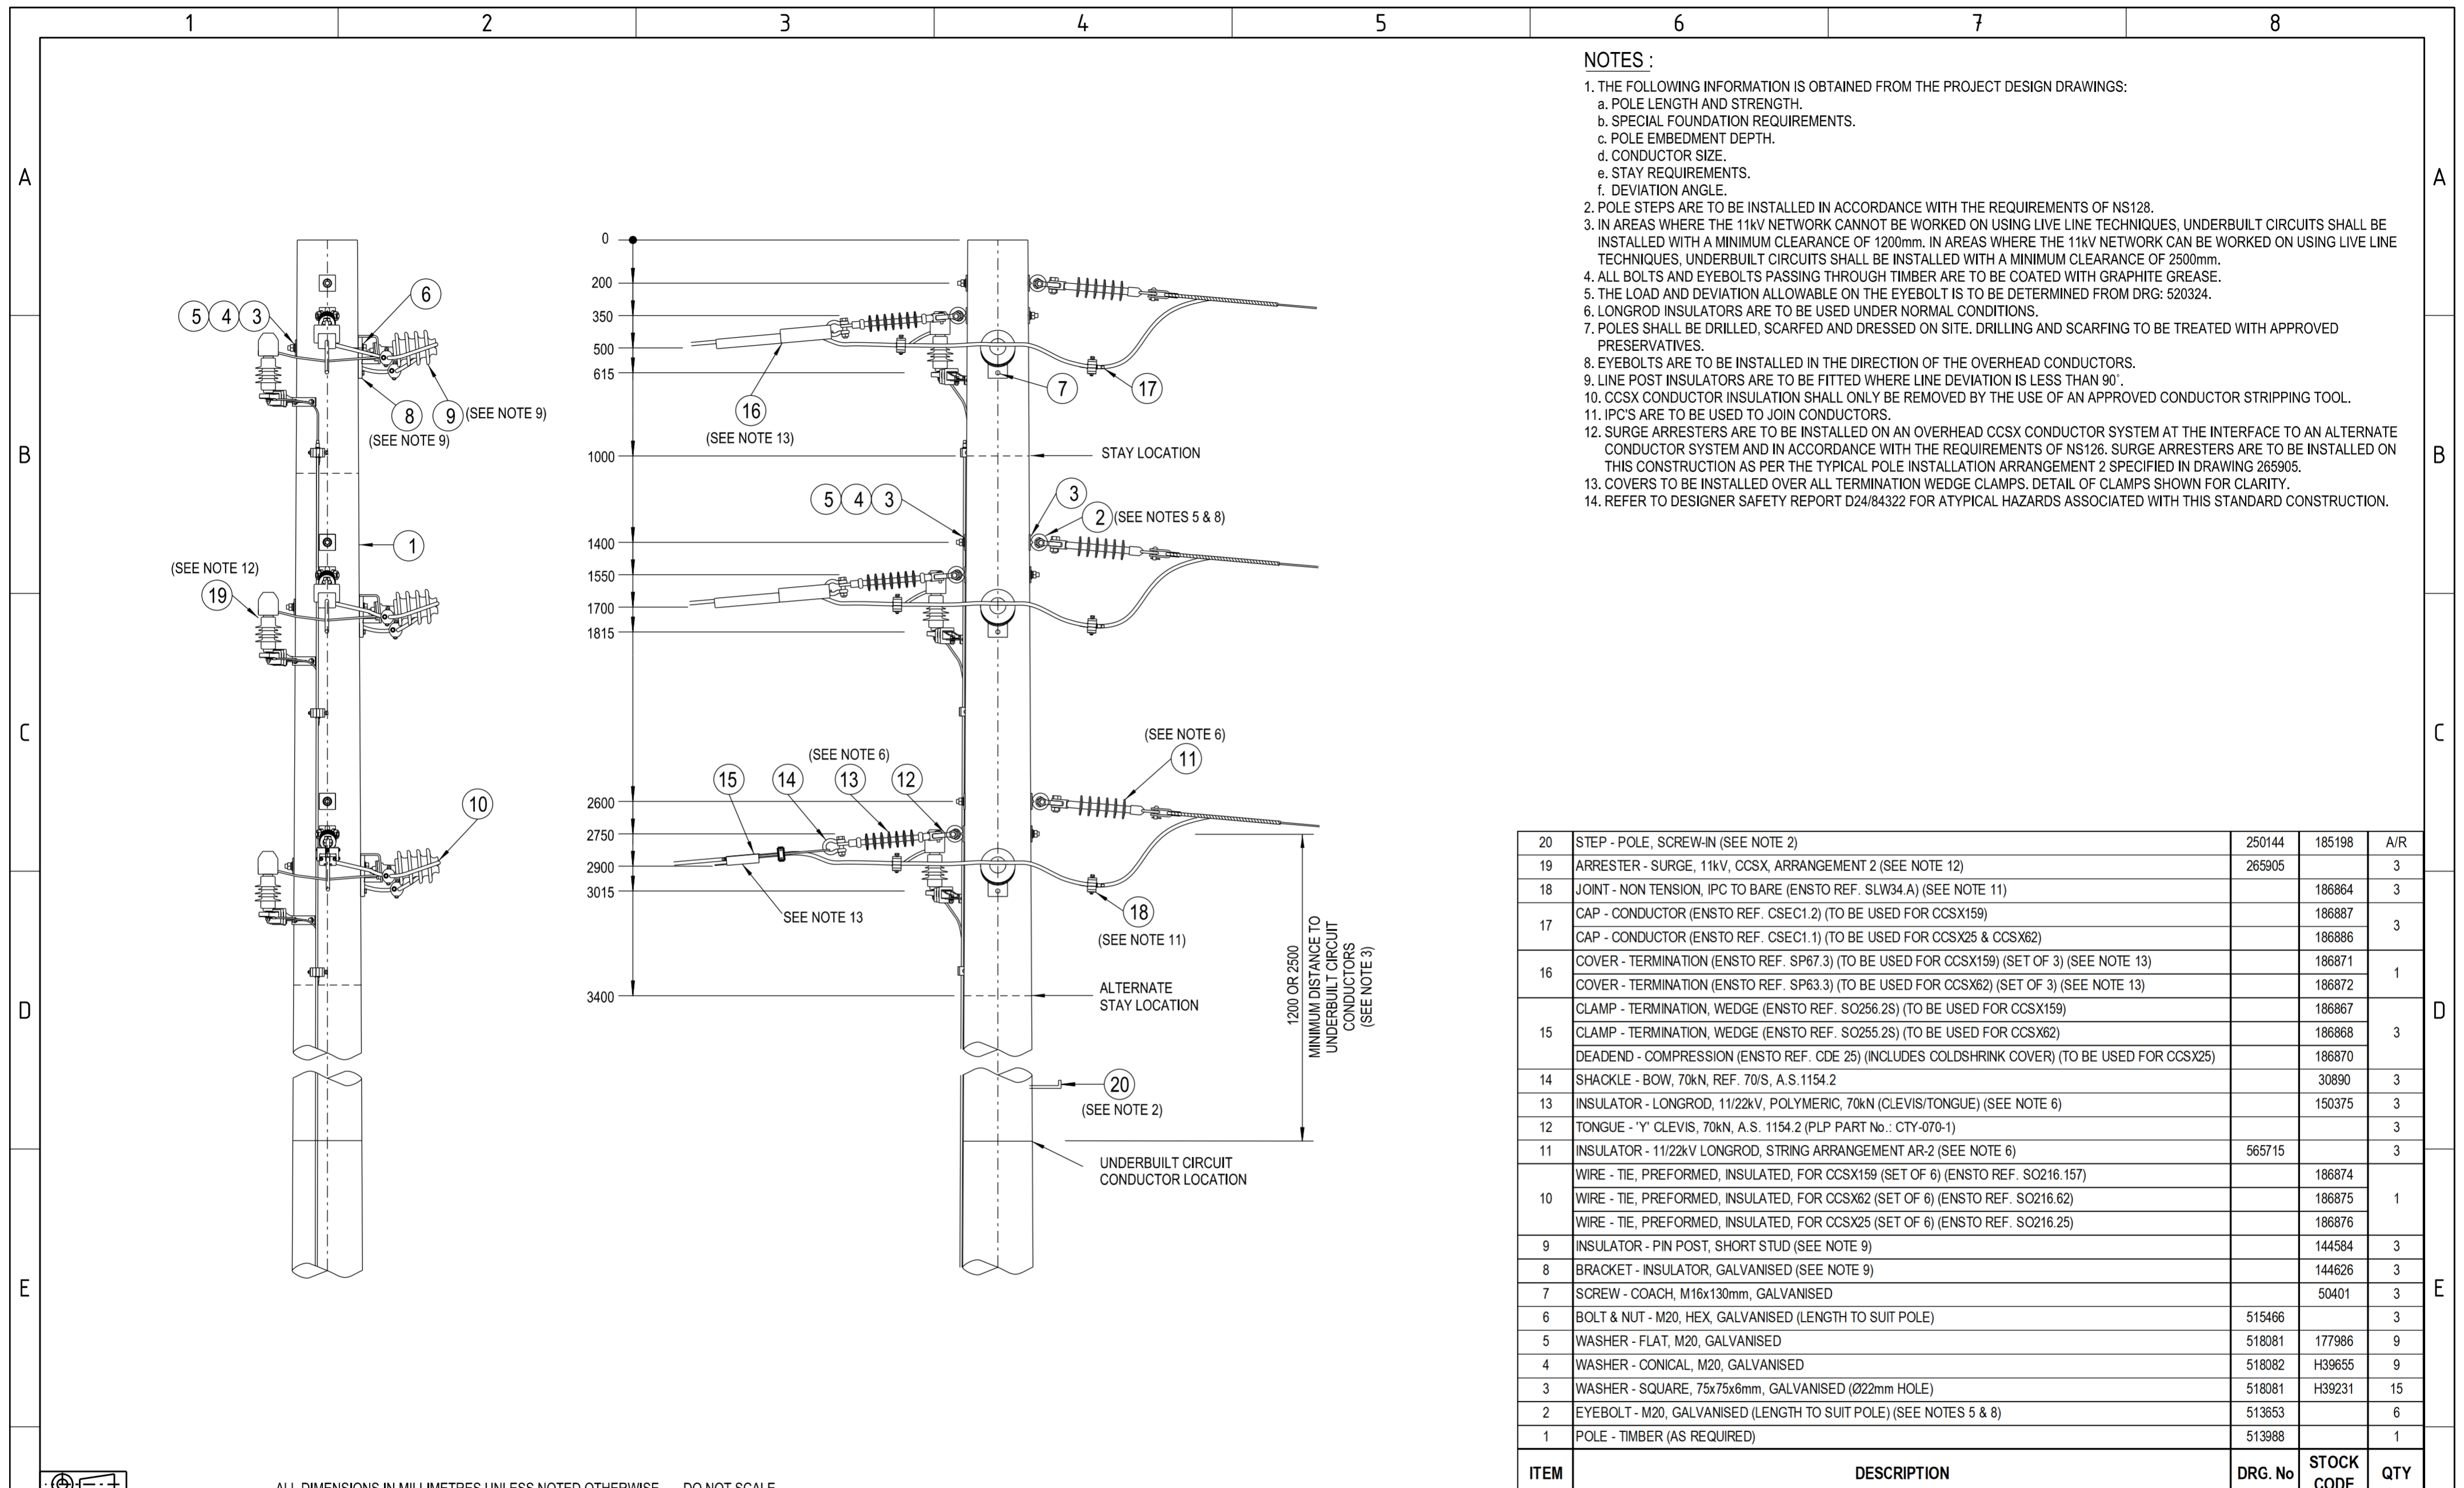 1 2 3 4 5 6 7 8
A
B
C
D
E
A
B
C
D
E
NOTES :
1. THE FOLLOWING INFORMATION IS OBTAINED FROM THE PROJECT DESIGN DRAWINGS:
a. POLE LENGTH AND STRENGTH.
b. SPECIAL FOUNDATION REQUIREMENTS.
c. POLE EMBEDMENT DEPTH.
d. CONDUCTOR SIZE.
e. STAY REQUIREMENTS.
f. DEVIATION ANGLE.
2. POLE STEPS ARE TO BE INSTALLED IN ACCORDANCE WITH THE REQUIREMENTS OF NS128.
3. IN AREAS WHERE THE 11kV NETWORK CANNOT BE WORKED ON USING LIVE LINE TECHNIQUES, UNDERBUILT CIRCUITS SHALL BE
INSTALLED WITH A MINIMUM CLEARANCE OF 1200mm. IN AREAS WHERE THE 11kV NETWORK CAN BE WORKED ON USING LIVE LINE
TECHNIQUES, UNDERBUILT CIRCUITS SHALL BE INSTALLED WITH A MINIMUM CLEARANCE OF 2500mm.
4. ALL BOLTS AND EYEBOLTS PASSING THROUGH TIMBER ARE TO BE COATED WITH GRAPHITE GREASE.
5. THE LOAD AND DEVIATION ALLOWABLE ON THE EYEBOLT IS TO BE DETERMINED FROM DRG: 520324.
6. LONGROD INSULATORS ARE TO BE USED UNDER NORMAL CONDITIONS.
7. POLES SHALL BE DRILLED, SCARFED AND DRESSED ON SITE. DRILLING AND SCARFING TO BE TREATED WITH APPROVED
PRESERVATIVES.
8. EYEBOLTS ARE TO BE INSTALLED IN THE DIRECTION OF THE OVERHEAD CONDUCTORS.
9. LINE POST INSULATORS ARE TO BE FITTED WHERE LINE DEVIATION IS LESS THAN 90°.
10. CCSX CONDUCTOR INSULATION SHALL ONLY BE REMOVED BY THE USE OF AN APPROVED CONDUCTOR STRIPPING TOOL.
11. IPC'S ARE TO BE USED TO JOIN CONDUCTORS.
12. SURGE ARRESTERS ARE TO BE INSTALLED ON AN OVERHEAD CCSX CONDUCTOR SYSTEM AT THE INTERFACE TO AN ALTERNATE
CONDUCTOR SYSTEM AND IN ACCORDANCE WITH THE REQUIREMENTS OF NS126. SURGE ARRESTERS ARE TO BE INSTALLED ON
THIS CONSTRUCTION AS PER THE TYPICAL POLE INSTALLATION ARRANGEMENT 2 SPECIFIED IN DRAWING 265905.
13. COVERS TO BE INSTALLED OVER ALL TERMINATION WEDGE CLAMPS. DETAIL OF CLAMPS SHOWN FOR CLARITY.
14. REFER TO DESIGNER SAFETY REPORT D24/84322 FOR ATYPICAL HAZARDS ASSOCIATED WITH THIS STANDARD CONSTRUCTION.
5 4 3
6
8
(SEE NOTE 9)
9 (SEE NOTE 9)
1
(SEE NOTE 12)
19
10
0
200
350
500
615
1000
1400
1550
1700
1815
2600
2750
2900
3015
3400
16
(SEE NOTE 13)
7
17
STAY LOCATION
5 4 3
3
2 (SEE NOTES 5 & 8)
(SEE NOTE 6)
11
(SEE NOTE 6)
15 14 13 12
SEE NOTE 13
18
(SEE NOTE 11)
ALTERNATE
STAY LOCATION
1200 OR 2500
MINIMUM DISTANCE TO
UNDERBUILT CIRCUIT
CONDUCTORS
(SEE NOTE 3)
20
(SEE NOTE 2)
UNDERBUILT CIRCUIT
CONDUCTOR LOCATION
20 STEP - POLE, SCREW-IN (SEE NOTE 2) 250144 185198 A/R
19 ARRESTER - SURGE, 11kV, CCSX, ARRANGEMENT 2 (SEE NOTE 12) 265905 3
18 JOINT - NON TENSION, IPC TO BARE (ENSTO REF. SLW34.A) (SEE NOTE 11) 186864 3
17 CAP - CONDUCTOR (ENSTO REF. CSEC1.2) (TO BE USED FOR CCSX159) 186887 3
CAP - CONDUCTOR (ENSTO REF. CSEC1.1) (TO BE USED FOR CCSX25 & CCSX62) 186886
16 COVER - TERMINATION (ENSTO REF. SP67.3) (TO BE USED FOR CCSX159) (SET OF 3) (SEE NOTE 13) 186871 1
COVER - TERMINATION (ENSTO REF. SP63.3) (TO BE USED FOR CCSX62) (SET OF 3) (SEE NOTE 13) 186872
CLAMP - TERMINATION, WEDGE (ENSTO REF. SO256.2S) (TO BE USED FOR CCSX159) 186867
15 CLAMP - TERMINATION, WEDGE (ENSTO REF. SO255.2S) (TO BE USED FOR CCSX62) 186868 3
DEADEND - COMPRESSION (ENSTO REF. CDE 25) (INCLUDES COLDSHRINK COVER) (TO BE USED FOR CCSX25) 186870
14 SHACKLE - BOW, 70kN, REF. 70/S, A.S.1154.2 30890 3
13 INSULATOR - LONGROD, 11/22kV, POLYMERIC, 70kN (CLEVIS/TONGUE) (SEE NOTE 6) 150375 3
12 TONGUE - 'Y' CLEVIS, 70kN, A.S. 1154.2 (PLP PART No.: CTY-070-1) 3
11 INSULATOR - 11/22kV LONGROD, STRING ARRANGEMENT AR-2 (SEE NOTE 6) 565715 3
WIRE - TIE, PREFORMED, INSULATED, FOR CCSX159 (SET OF 6) (ENSTO REF. SO216.157) 186874
10 WIRE - TIE, PREFORMED, INSULATED, FOR CCSX62 (SET OF 6) (ENSTO REF. SO216.62) 186875 1
WIRE - TIE, PREFORMED, INSULATED, FOR CCSX25 (SET OF 6) (ENSTO REF. SO216.25) 186876
9 INSULATOR - PIN POST, SHORT STUD (SEE NOTE 9) 144584 3
8 BRACKET - INSULATOR, GALVANISED (SEE NOTE 9) 144626 3
7 SCREW - COACH, M16x130mm, GALVANISED 50401 3
6 BOLT & NUT - M20, HEX, GALVANISED (LENGTH TO SUIT POLE) 515466 3
5 WASHER - FLAT, M20, GALVANISED 518081 177986 9
4 WASHER - CONICAL, M20, GALVANISED 518082 H39655 9
3 WASHER - SQUARE, 75x75x6mm, GALVANISED (Ø22mm HOLE) 518081 H39231 15
2 EYEBOLT - M20, GALVANISED (LENGTH TO SUIT POLE) (SEE NOTES 5 & 8) 513653 6
1 POLE - TIMBER (AS REQUIRED) 513988 1
ITEM DESCRIPTION DRG. No STOCK CODE QTY
ALL DIMENSIONS IN MILLIMETRES UNLESS NOTED OTHERWISE DO NOT SCALE